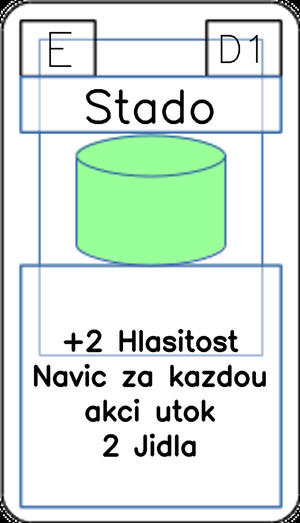 E
D1
Stado
+2 Hlasitost
Navic za kazdou
akci utok
2 Jidla